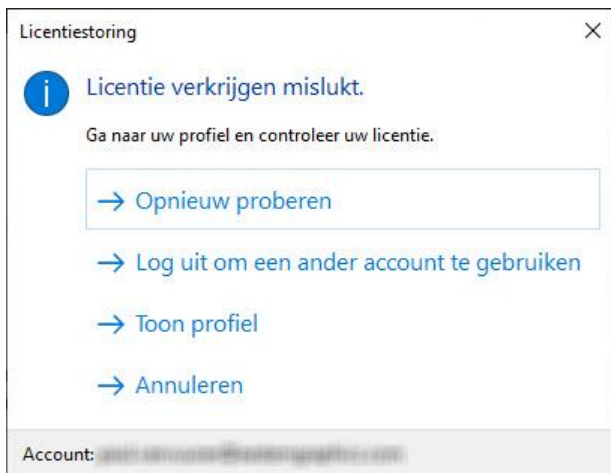 Licentiestoring
Licentie verkrijgen mislukt.
Ga naar uw profiel en controleer uw licentie.
Opnieuw proberen
Log uit om een ander account te gebruiken
Toon profiel
Annuleren
Account: